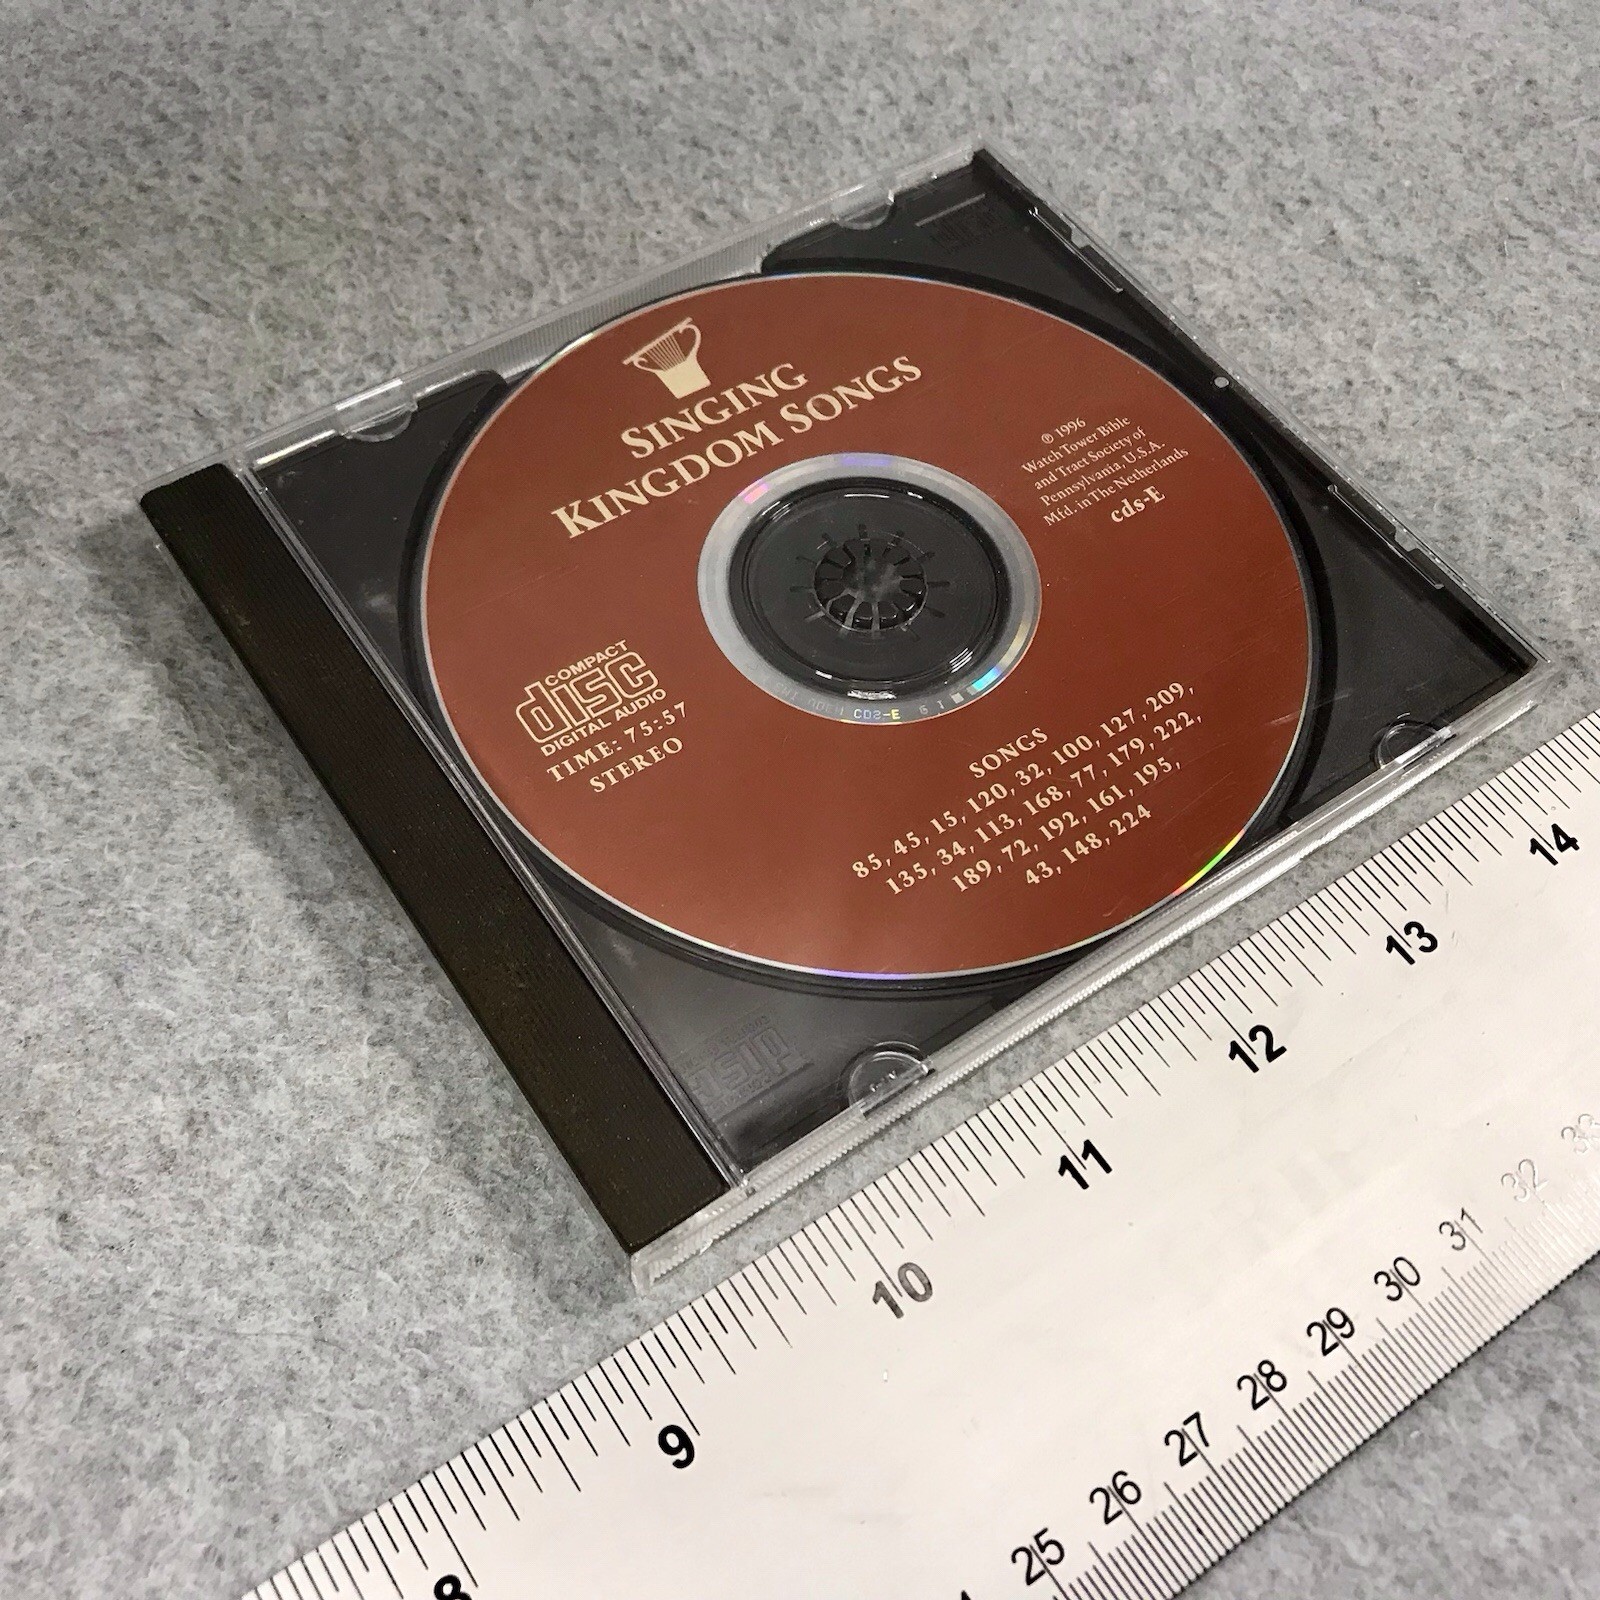 SINGING
KINGDOM SONGS
℗ 1996
Watch Tower Bible
and Tract Society of
Pennsylvania, U.S.A.
Mfd. in The Netherlands
cds-E
COMPACT
disc
DIGITAL AUDIO
TIME: 75:57
STEREO
CDS-E
SONGS
85, 45, 15, 120, 32, 100, 127, 209,
135, 34, 113, 168, 77, 179, 222,
189, 72, 192, 161, 195,
43, 148, 224
8 9 10 11 12 13 14
25 26 27 28 29 30 31 32 33